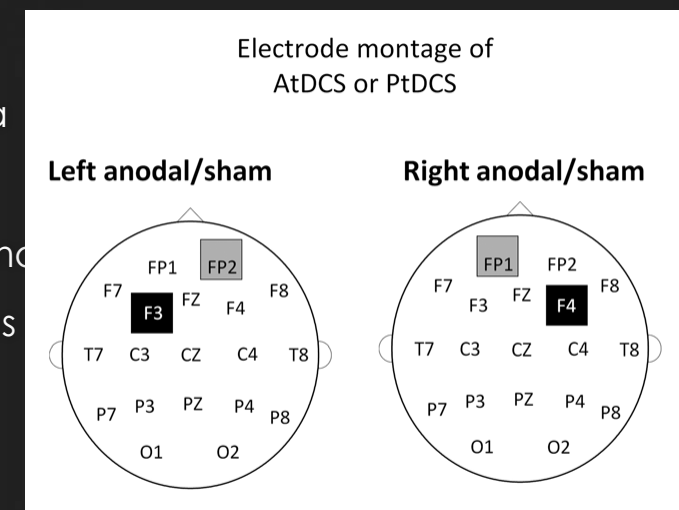 Electrode montage of
AtDCS or PtDCS
Left anodal/sham
FP1 FP2
F7 F3 FZ F4 F8
T7 C3 CZ C4 T8
P7 P3 PZ P4 P8
O1 O2
Right anodal/sham
FP1 FP2
F7 F3 FZ F4 F8
T7 C3 CZ C4 T8
P7 P3 PZ P4 P8
O1 O2